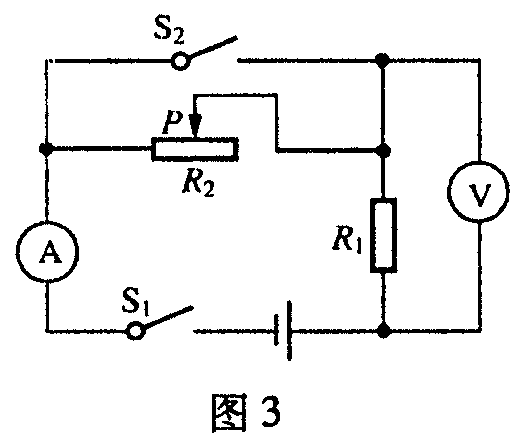 S₂
P
R₂
V
A
R₁
S₁
图 3